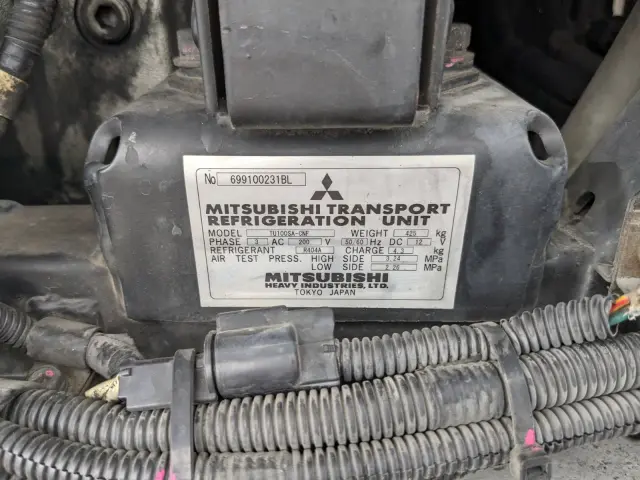 No 699100231BL
MITSUBISHI TRANSPORT
REFRIGERATION UNIT
MODEL TU100SA-CNF WEIGHT 425 kg
PHASE 3 AC 200 V 50/60 Hz DC 12 V
REFRIGERANT R404A CHARGE 4.3 kg
AIR TEST PRESS. HIGH SIDE 3.24 MPa
LOW SIDE 2.26 MPa
MITSUBISHI
HEAVY INDUSTRIES, LTD.
TOKYO JAPAN